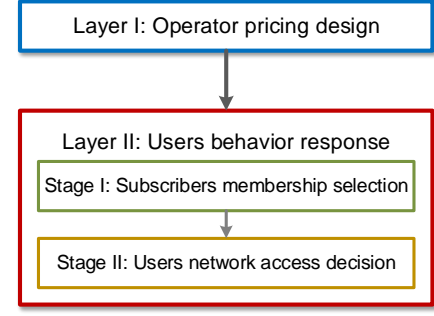 Layer I: Operator pricing design
Layer II: Users behavior response
Stage I: Subscribers membership selection
Stage II: Users network access decision